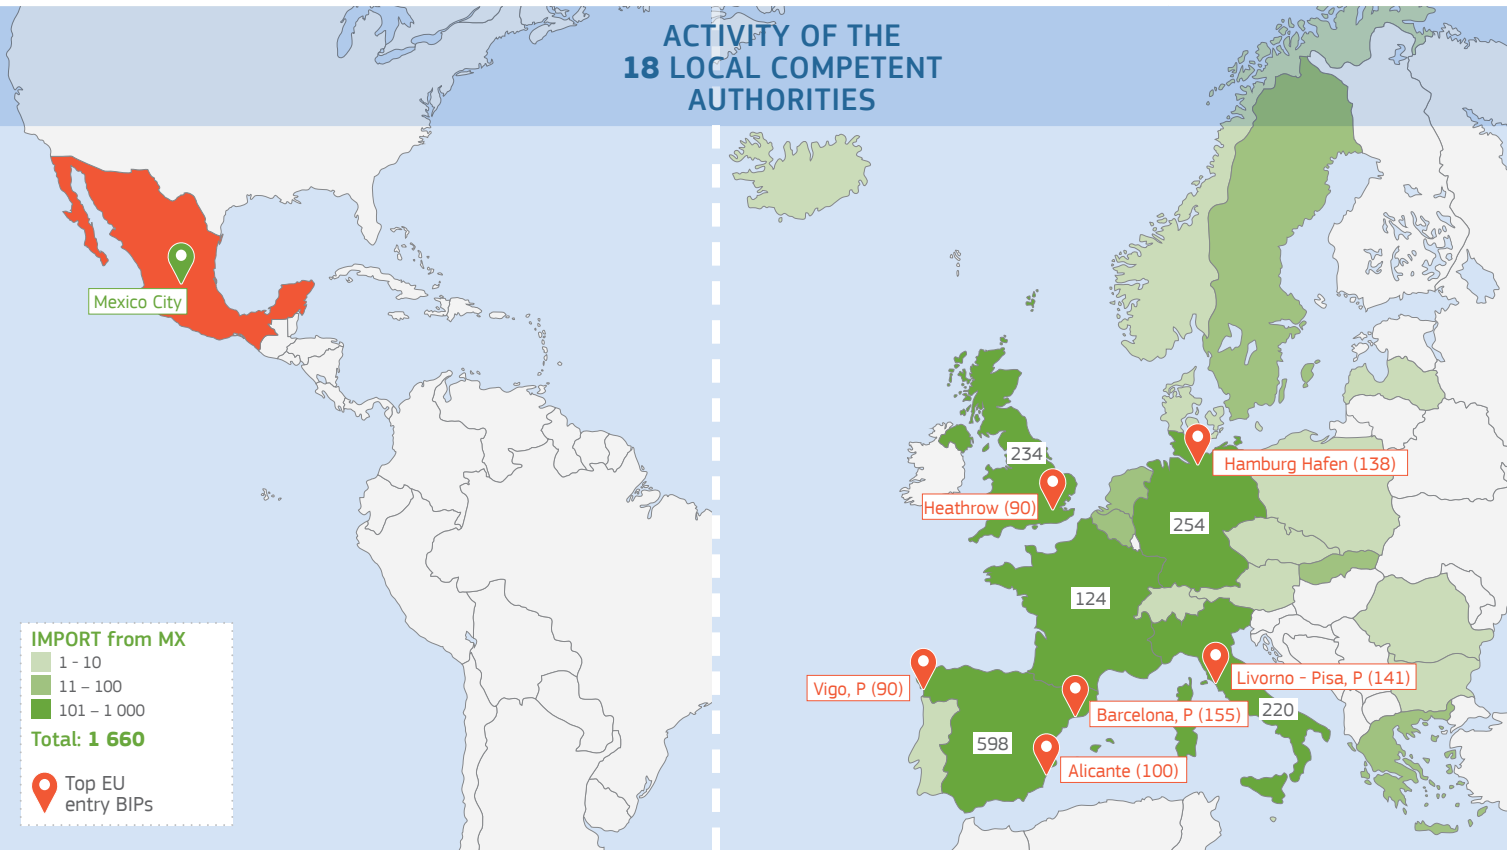 ACTIVITY OF THE
18 LOCAL COMPETENT
AUTHORITIES
Mexico City
234
Hamburg Hafen (138)
Heathrow (90)
254
124
Vigo, P (90)
Livorno - Pisa, P (141)
Barcelona, P (155)
220
598
Alicante (100)
IMPORT from MX
1 - 10
11 – 100
101 – 1 000
Total: 1 660
Top EU
entry BIPs